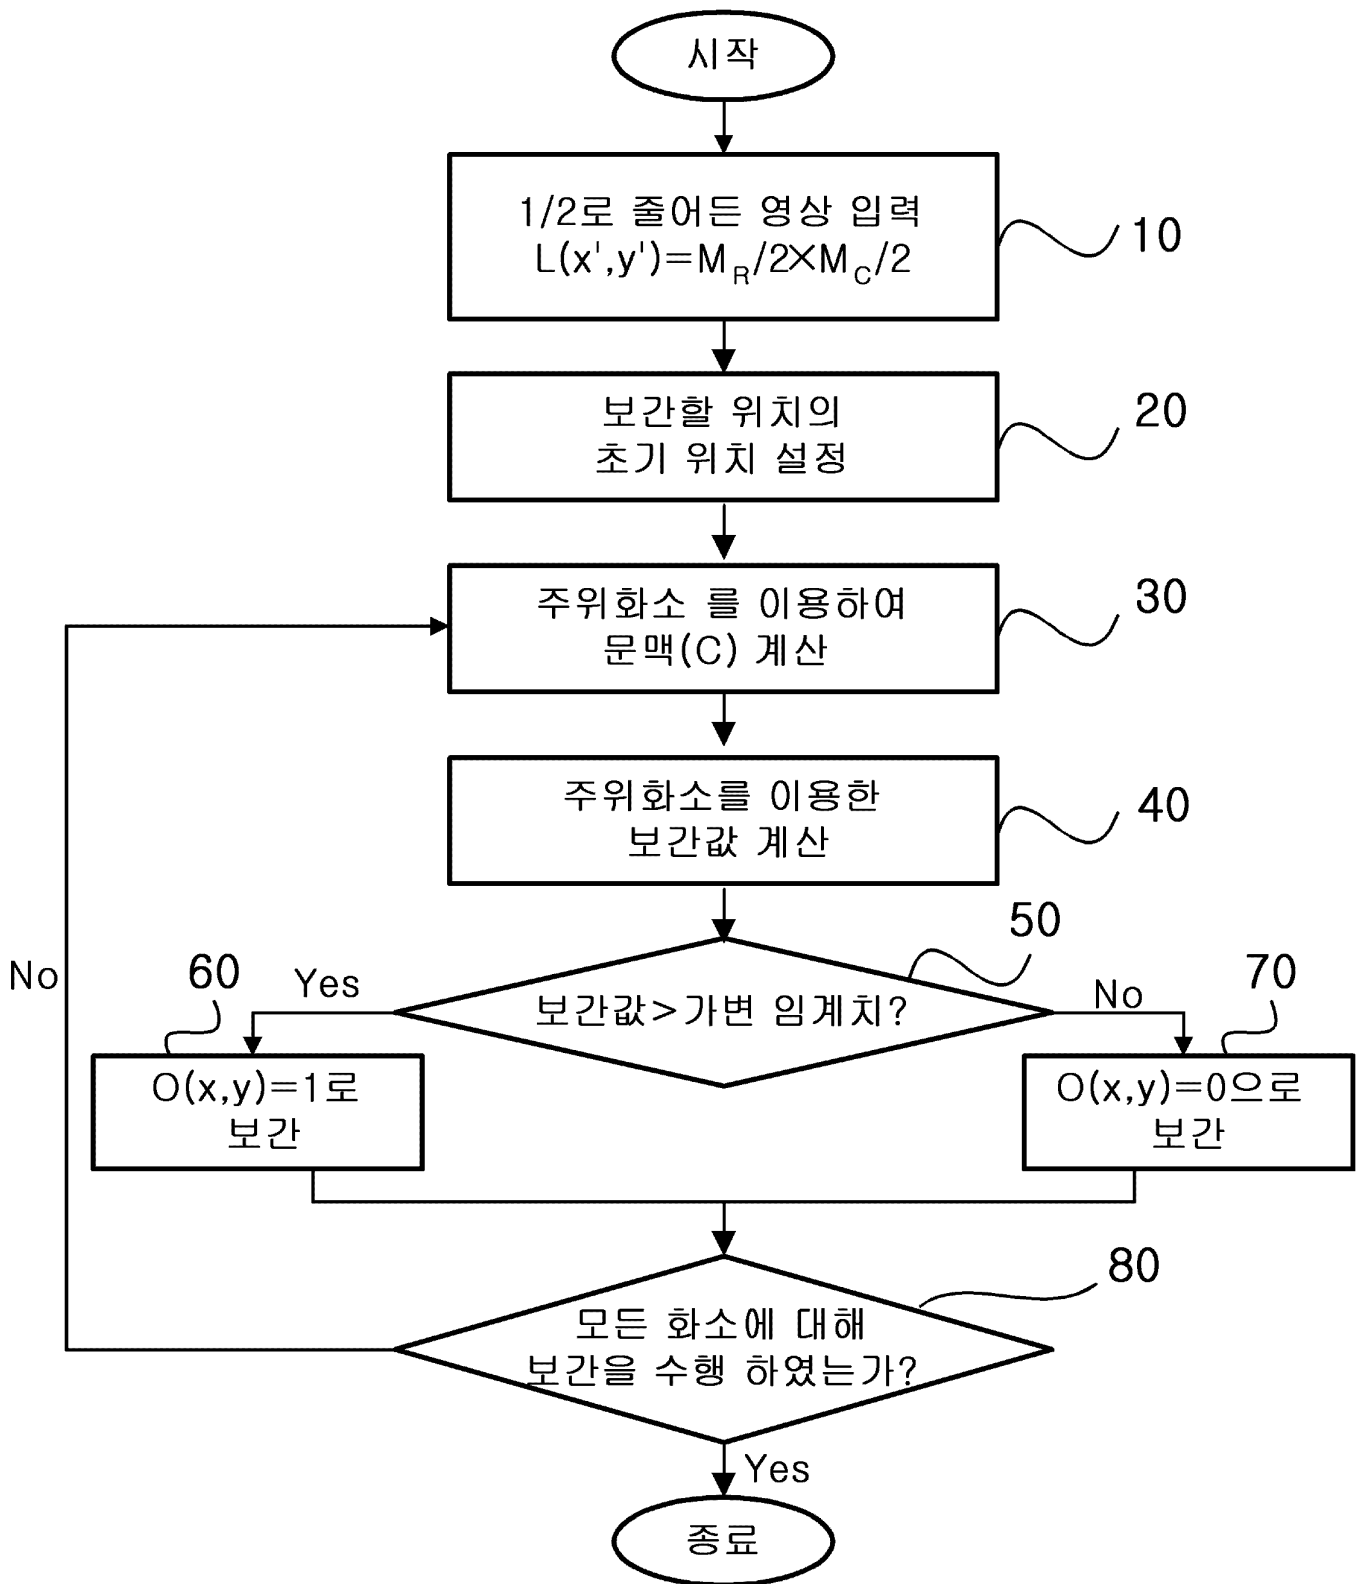 시작
1/2로 줄어든 영상 입력
L(x',y')=M_R/2×M_C/2
10
보간할 위치의
초기 위치 설정
20
주위화소 를 이용하여
문맥(C) 계산
30
주위화소를 이용한
보간값 계산
40
50
보간값>가변 임계치?
Yes
No
60
O(x,y)=1로
보간
70
O(x,y)=0으로
보간
80
모든 화소에 대해
보간을 수행 하였는가?
No
Yes
종료